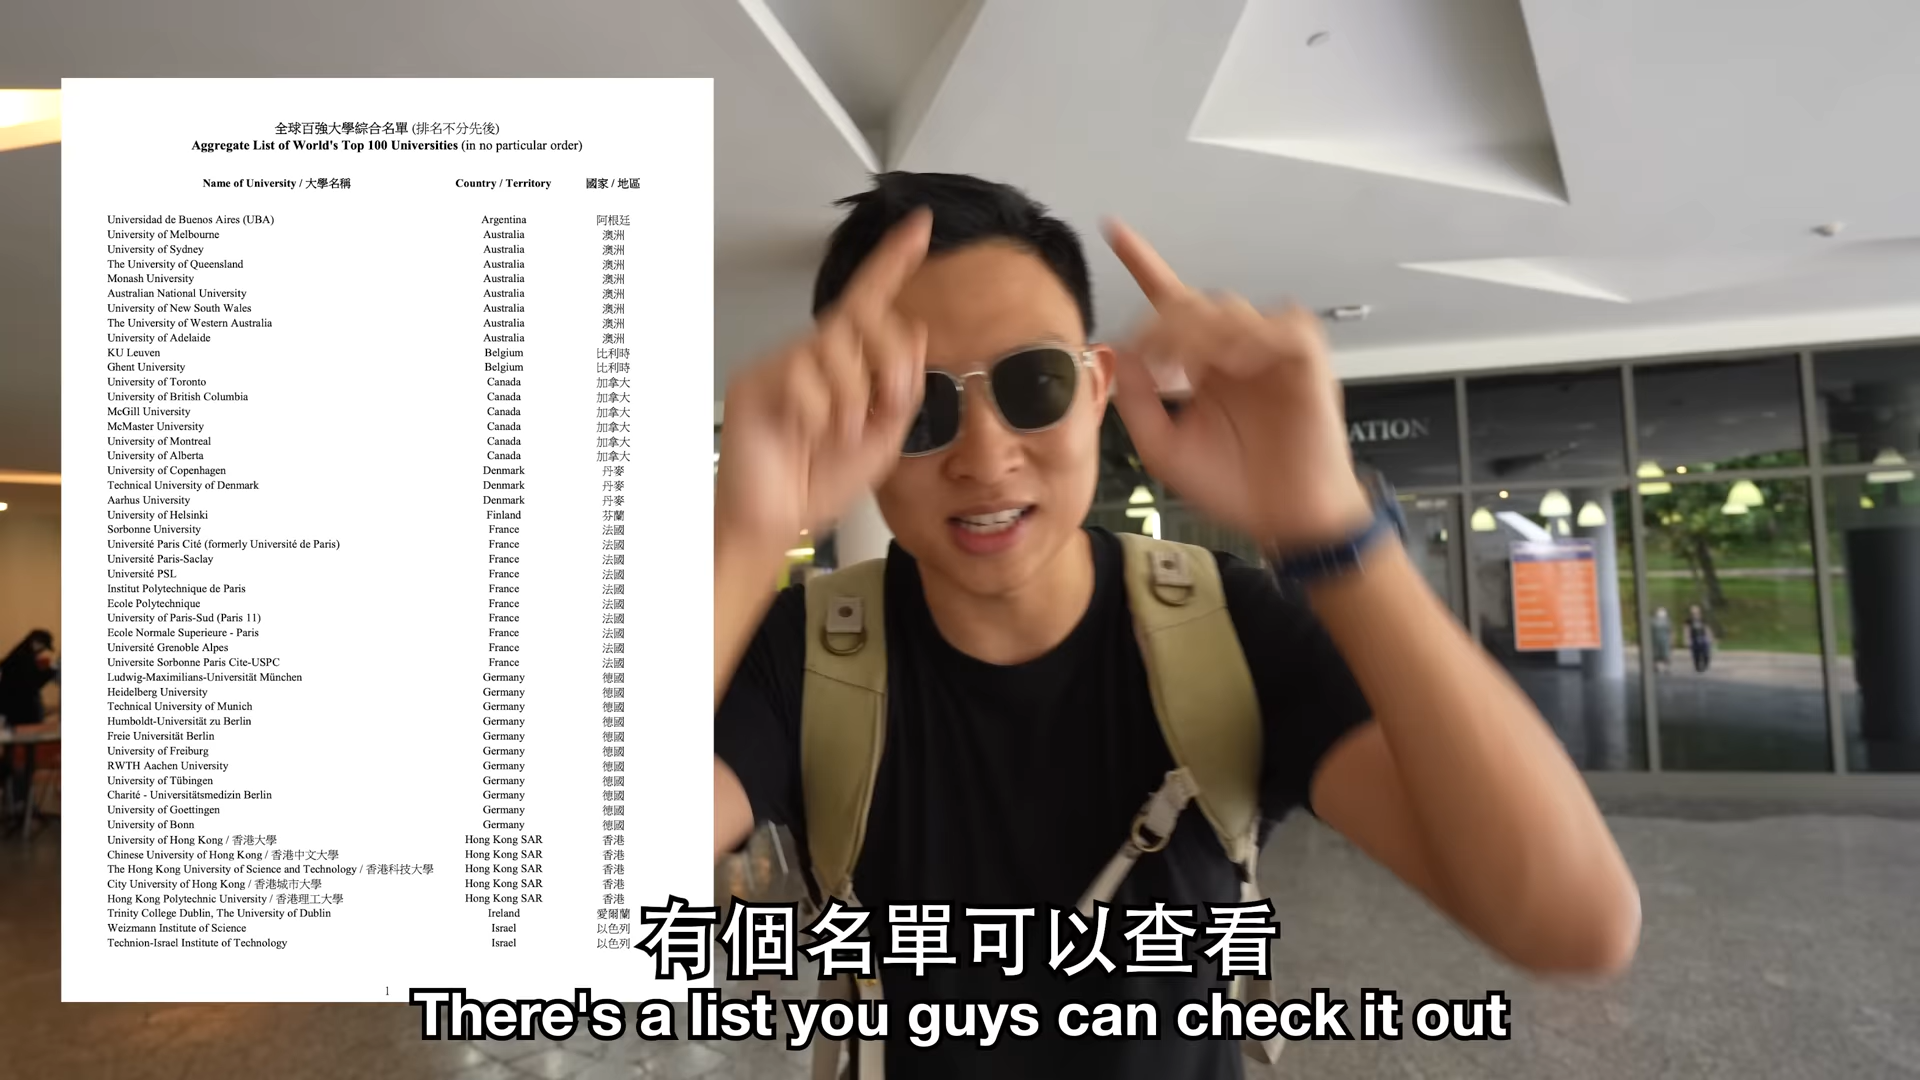 全球百強大學綜合名單 (排名不分先後)
Aggregate List of World's Top 100 Universities (in no particular order)
Name of University / 大學名稱 Country / Territory 國家 / 地區
Universidad de Buenos Aires (UBA) Argentina 阿根廷
University of Melbourne Australia 澳洲
University of Sydney Australia 澳洲
The University of Queensland Australia 澳洲
Monash University Australia 澳洲
Australian National University Australia 澳洲
University of New South Wales Australia 澳洲
The University of Western Australia Australia 澳洲
University of Adelaide Australia 澳洲
KU Leuven Belgium 比利時
Ghent University Belgium 比利時
University of Toronto Canada 加拿大
University of British Columbia Canada 加拿大
McGill University Canada 加拿大
McMaster University Canada 加拿大
University of Montreal Canada 加拿大
University of Alberta Canada 加拿大
University of Copenhagen Denmark 丹麥
Technical University of Denmark Denmark 丹麥
Aarhus University Denmark 丹麥
University of Helsinki Finland 芬蘭
Sorbonne University France 法國
Université Paris Cité (formerly Université de Paris) France 法國
Université Paris-Saclay France 法國
Université PSL France 法國
Institut Polytechnique de Paris France 法國
Ecole Polytechnique France 法國
University of Paris-Sud (Paris 11) France 法國
Ecole Normale Superieure - Paris France 法國
Université Grenoble Alpes France 法國
Universite Sorbonne Paris Cite-USPC France 法國
Ludwig-Maximilians-Universität München Germany 德國
Heidelberg University Germany 德國
Technical University of Munich Germany 德國
Humboldt-Universität zu Berlin Germany 德國
Freie Universität Berlin Germany 德國
University of Freiburg Germany 德國
RWTH Aachen University Germany 德國
University of Tübingen Germany 德國
Charité - Universitätsmedizin Berlin Germany 德國
University of Goettingen Germany 德國
University of Bonn Germany 德國
University of Hong Kong / 香港大學 Hong Kong SAR 香港
Chinese University of Hong Kong / 香港中文大學 Hong Kong SAR 香港
The Hong Kong University of Science and Technology / 香港科技大學 Hong Kong SAR 香港
City University of Hong Kong / 香港城市大學 Hong Kong SAR 香港
Hong Kong Polytechnic University / 香港理工大學 Hong Kong SAR 香港
Trinity College Dublin, The University of Dublin Ireland 愛爾蘭
Weizmann Institute of Science Israel 以色列
Technion-Israel Institute of Technology Israel 以色列
1
ATION
有個名單可以查看
There's a list you guys can check it out